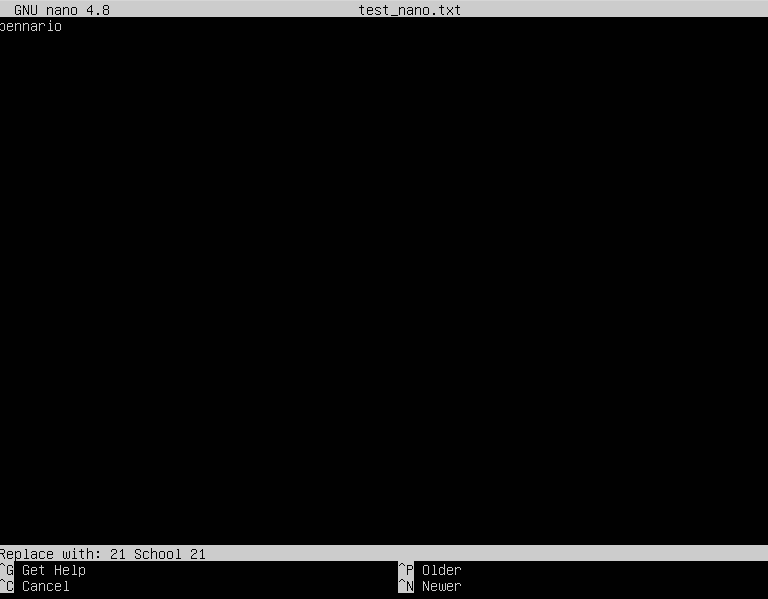 GNU nano 4.8 test_nano.txt
pennario
Replace with: 21 School 21
^G Get Help ^P Older
^C Cancel ^N Newer